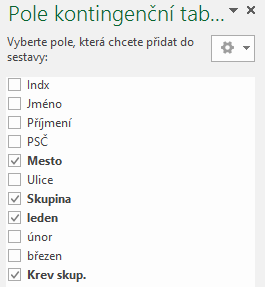 Pole kontingenční tab...
Vyberte pole, která chcete přidat do
sestavy:
Indx
Jméno
Příjmení
PSČ
Mesto
Ulice
Skupina
leden
únor
březen
Krev skup.